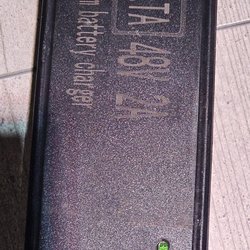 TA 48V 2A
n battery charger